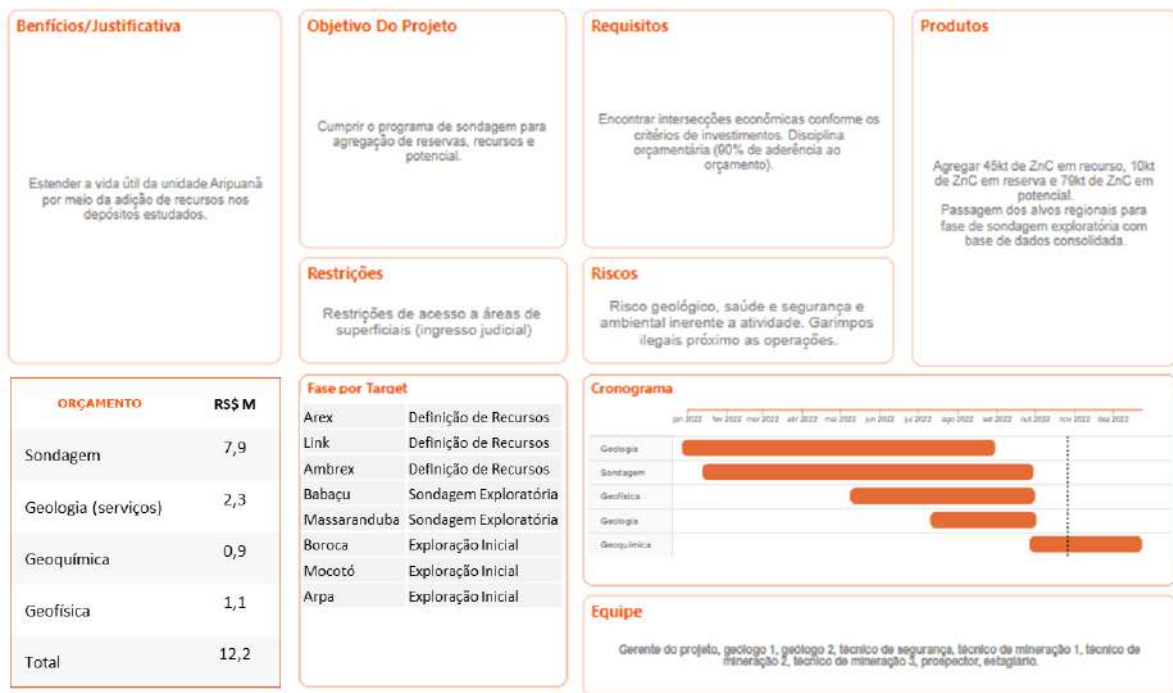 Benfícios/Justificativa
Estender a vida útil da unidade Aripuanã
por meio da adição de recursos nos
depósitos estudados.
Objetivo Do Projeto
Cumprir o programa de sondagem para
agregação de reservas, recursos e
potencial.
Requisitos
Encontrar intersecções econômicas conforme os
critérios de investimentos. Disciplina
orçamentária (90% de aderência ao
orçamento).
Produtos
Agregar 45kt de ZnC em recurso, 10kt
de ZnC em reserva e 79kt de ZnC em
potencial.
Passagem dos alvos regionais para
fase de sondagem exploratória com
base de dados consolidada.
Restrições
Restrições de acesso a áreas de
superficiais (ingresso judicial)
Riscos
Risco geológico, saúde e segurança e
ambiental inerente a atividade. Garimpos
ilegais próximo as operações.
ORÇAMENTO RS$ M
Sondagem 7,9
Geologia (serviços) 2,3
Geoquímica 0,9
Geofísica 1,1
Total 12,2
Fase por Target
Arex Definição de Recursos
Link Definição de Recursos
Ambrex Definição de Recursos
Babaçu Sondagem Exploratória
Massaranduba Sondagem Exploratória
Boroca Exploração Inicial
Mocotó Exploração Inicial
Arpa Exploração Inicial
Cronograma
jan 2022 fev 2022 mar 2022 abr 2022 mai 2022 jun 2022 jul 2022 ago 2022 set 2022 out 2022 nov 2022 dez 2022
Geologia
Sondagem
Geofísica
Geologia
Geoquímica
Equipe
Gerente do projeto, geólogo 1, geólogo 2, técnico de segurança, técnico de mineração 1, técnico de
mineração 2, técnico de mineração 3, prospector, estagiário.